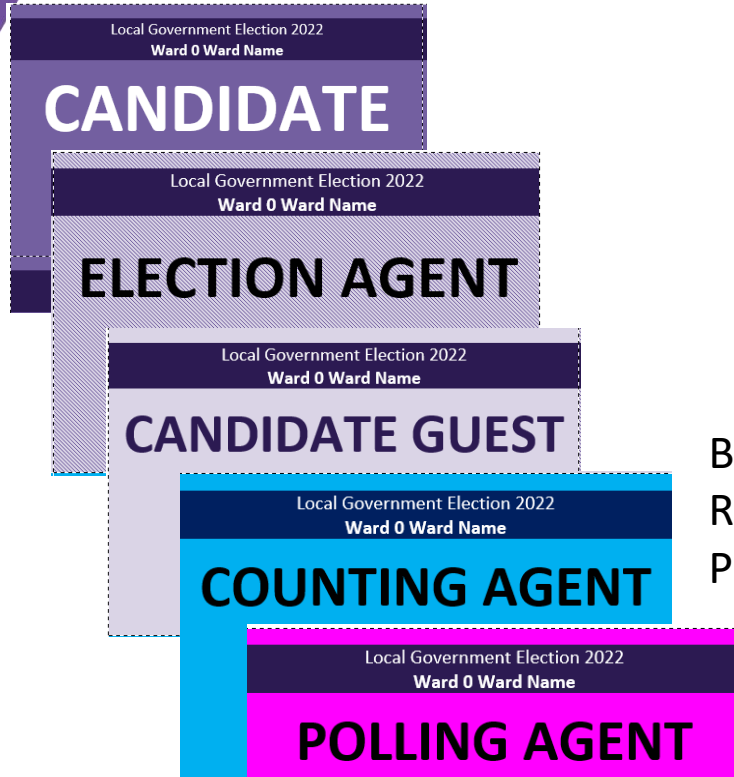 Local Government Election 2022
Ward 0 Ward Name
CANDIDATE
Local Government Election 2022
Ward 0 Ward Name
ELECTION AGENT
Local Government Election 2022
Ward 0 Ward Name
CANDIDATE GUEST
Local Government Election 2022
Ward 0 Ward Name
COUNTING AGENT
Local Government Election 2022
Ward 0 Ward Name
POLLING AGENT
B
R
P